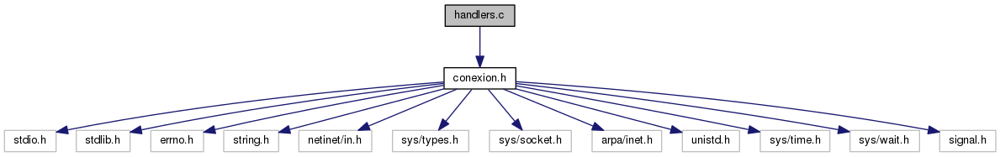 handlers.c
conexion.h
stdio.h
stdlib.h
errno.h
string.h
netinet/in.h
sys/types.h
sys/socket.h
arpa/inet.h
unistd.h
sys/time.h
sys/wait.h
signal.h